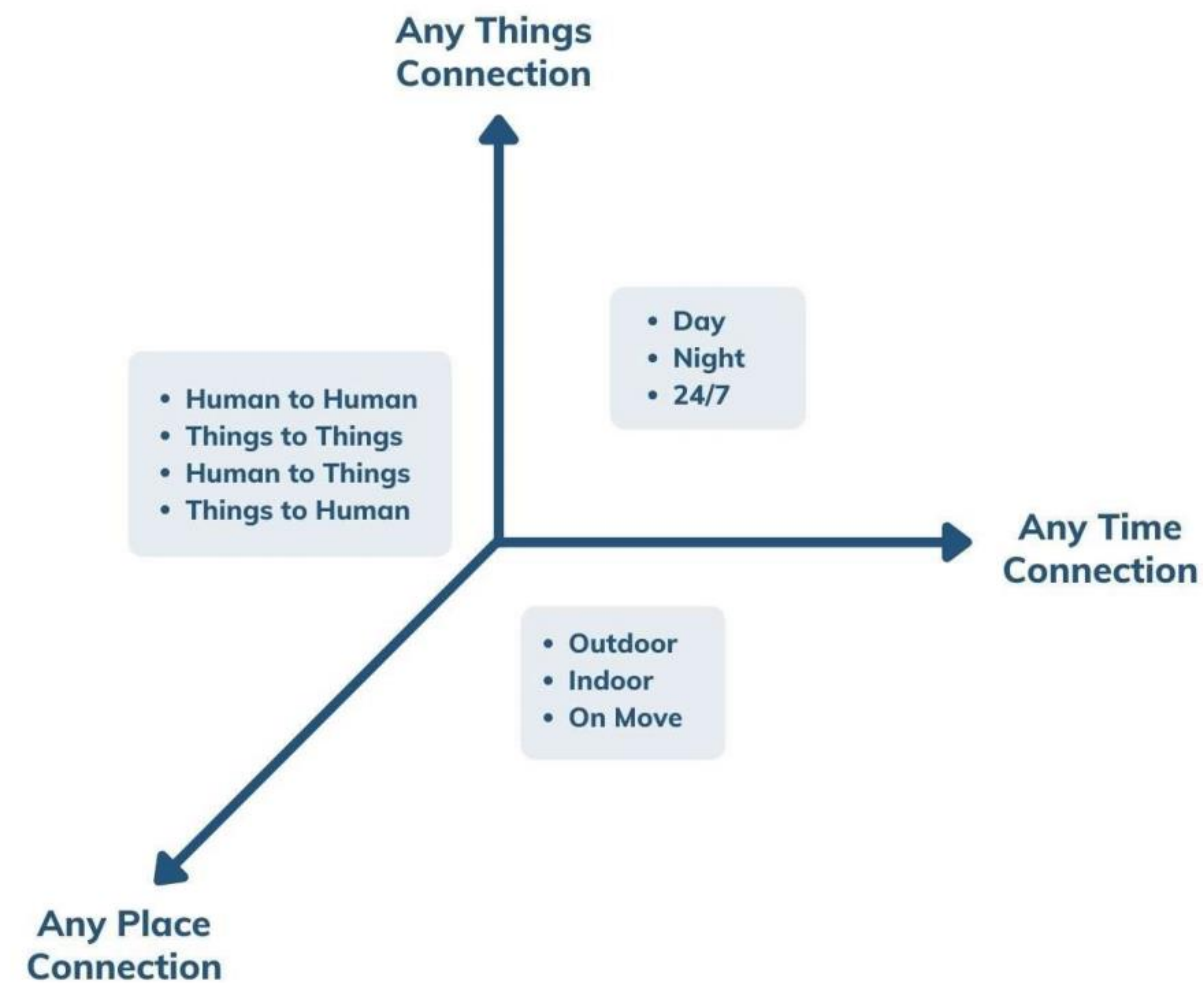 Any Things
Connection
• Day
• Night
• 24/7
• Human to Human
• Things to Things
• Human to Things
• Things to Human
Any Time
Connection
• Outdoor
• Indoor
• On Move
Any Place
Connection